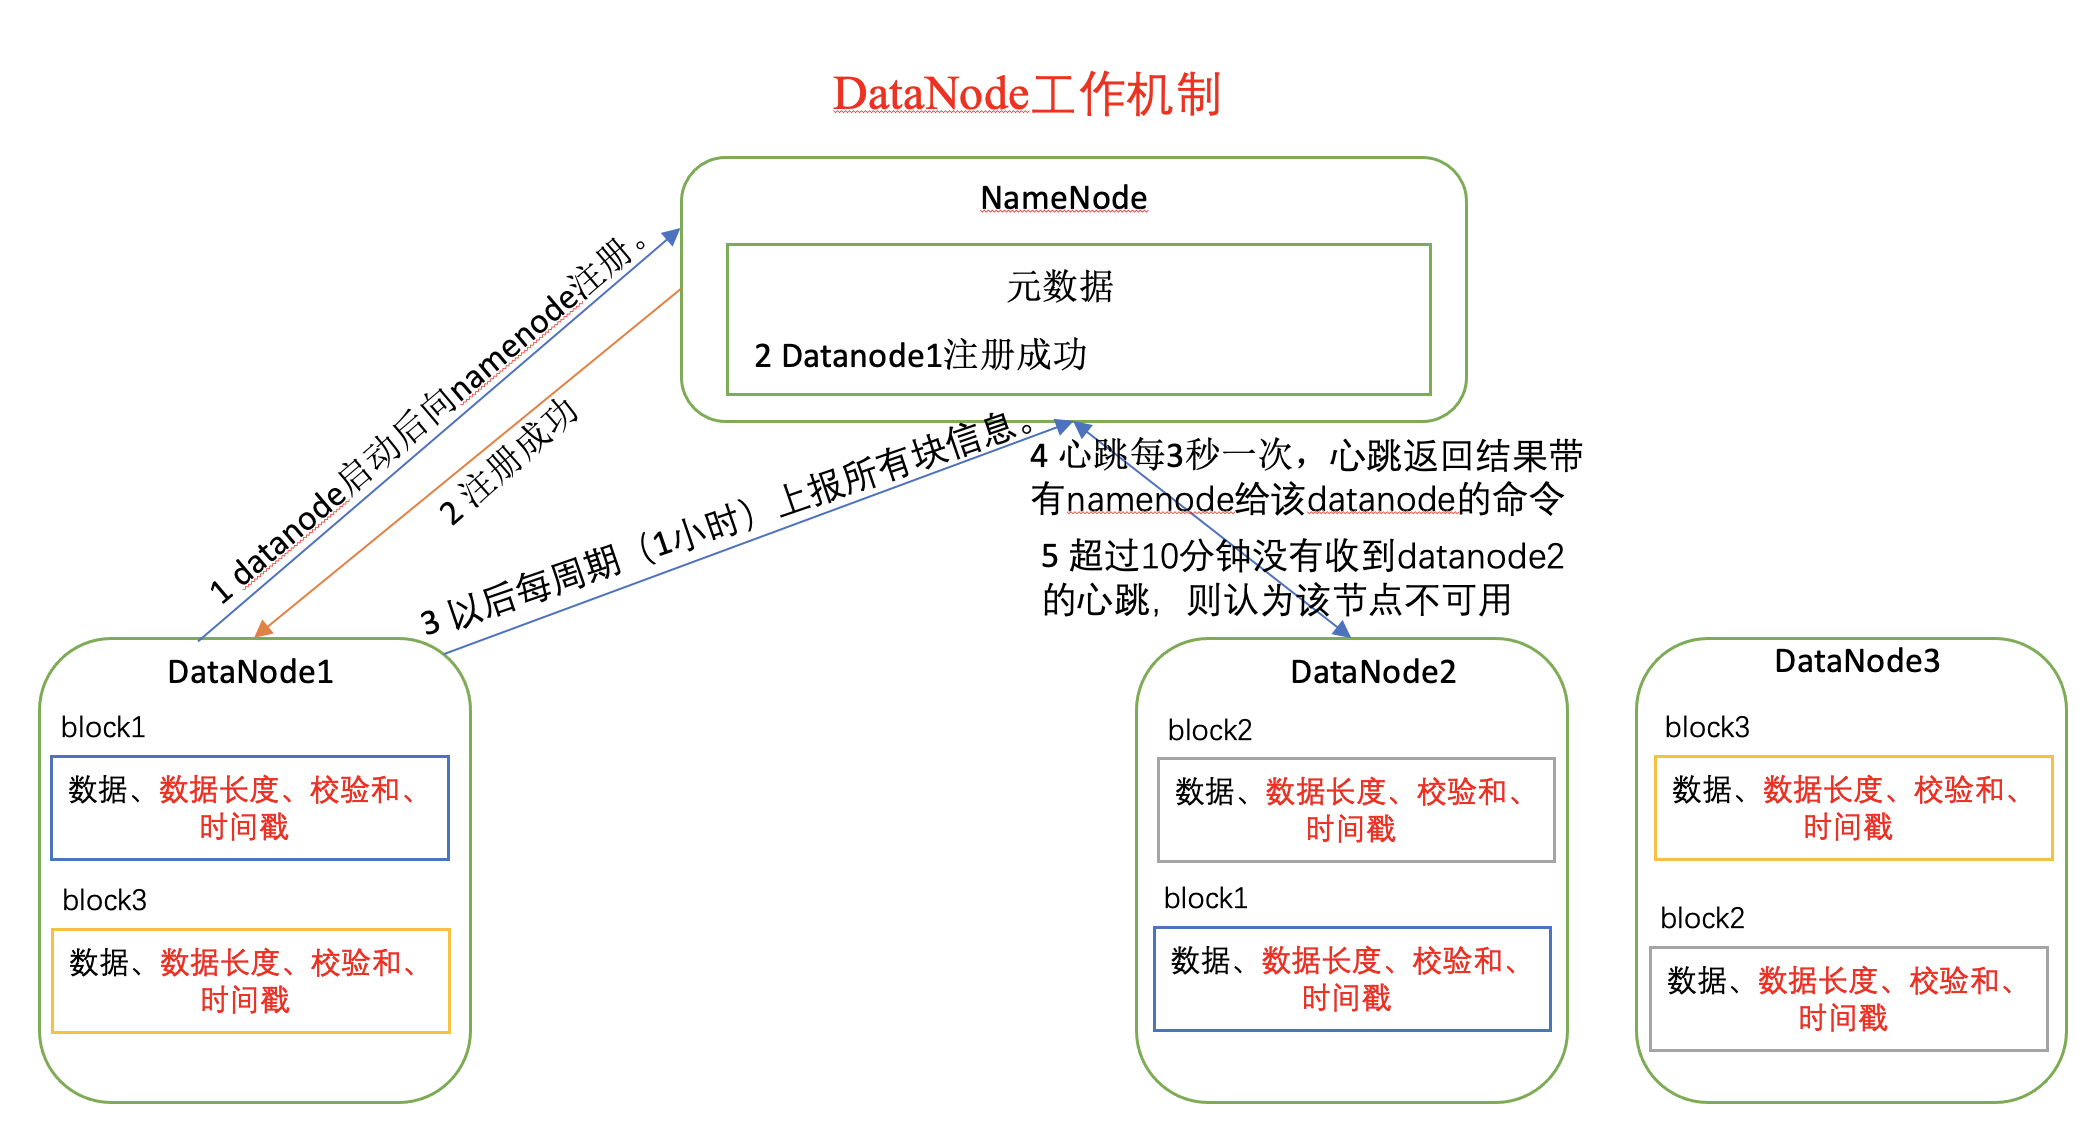 DataNode工作机制
NameNode
元数据
2 Datanode1注册成功
1 datanode启动后向namenode注册。
2 注册成功
3 以后每周期（1小时）上报所有块信息。
4 心跳每3秒一次，心跳返回结果带
有namenode给该datanode的命令
5 超过10分钟没有收到datanode2
的心跳，则认为该节点不可用
DataNode1
block1
数据、数据长度、校验和、
时间戳
block3
数据、数据长度、校验和、
时间戳
DataNode2
block2
数据、数据长度、校验和、
时间戳
block1
数据、数据长度、校验和、
时间戳
DataNode3
block3
数据、数据长度、校验和、
时间戳
block2
数据、数据长度、校验和、
时间戳